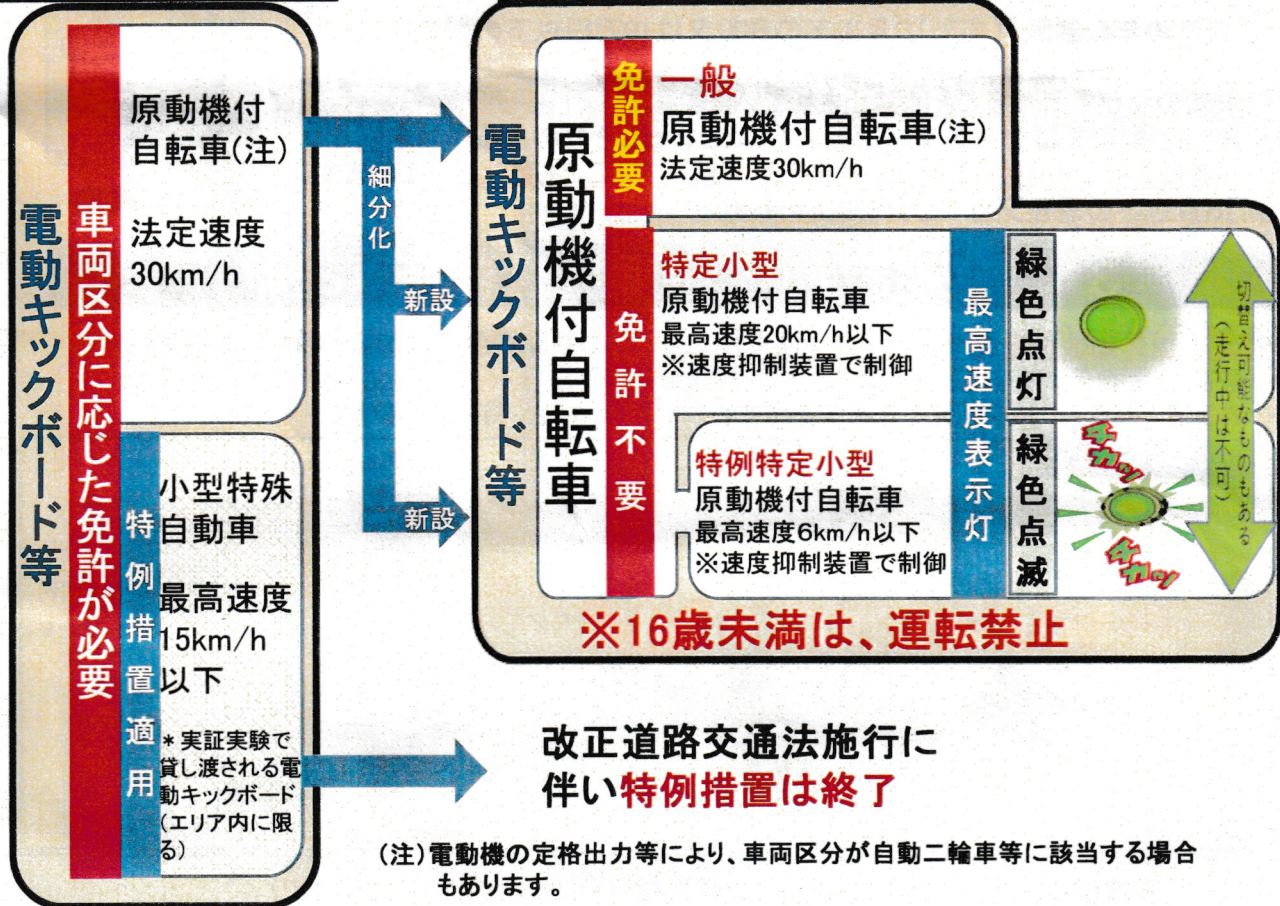 電動キックボード等
車両区分に応じた免許が必要
原動機付
自転車(注)
法定速度
30km/h
特例措置適用
小型特殊
自動車
最高速度
15km/h
以下
*実証実験で
貸し渡される電
動キックボード
(エリア内に限
る)
細分化
新設
新設
電動キックボード等
原動機付自転車
免許必要
一般
原動機付自転車(注)
法定速度30km/h
免許不要
特定小型
原動機付自転車
最高速度20km/h以下
※速度抑制装置で制御
特例特定小型
原動機付自転車
最高速度6km/h以下
※速度抑制装置で制御
最高速度表示灯
緑色点灯
緑色点滅
チカッ
チカッ
切替え可能なものもある
(走行中は不可)
※16歳未満は、運転禁止
改正道路交通法施行に
伴い特例措置は終了
(注)電動機の定格出力等により、車両区分が自動二輪車等に該当する場合
もあります。